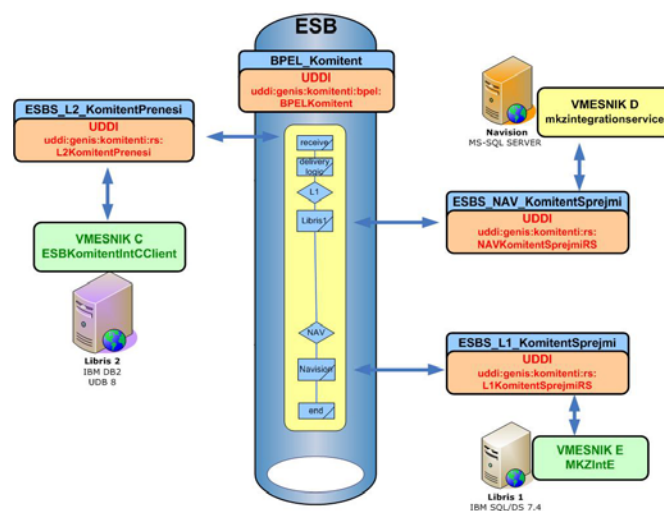 ESB
BPEL_Komitent
UDDI
uddi:genis:komitenti:bpel:
BPELKomitent
ESBS_L2_KomitentPrenesi
UDDI
uddi:genis:komitenti:rs:
L2KomitentPrenesi
VMESNIK C
ESBKomitentIntCClient
Libris 2
IBM DB2
UDB 8
receive
delivery
logic
L1
Libris1
NAV
Navision
end
Navision
MS-SQL SERVER
VMESNIK D
mkzintegrationservice
ESBS_NAV_KomitentSprejmi
UDDI
uddi:genis:komitenti:rs:
NAVKomitentSprejmiRS
ESBS_L1_KomitentSprejmi
UDDI
uddi:genis:komitenti:rs:
L1KomitentSprejmiRS
VMESNIK E
MKZIntE
Libris 1
IBM SQL/DS 7.4